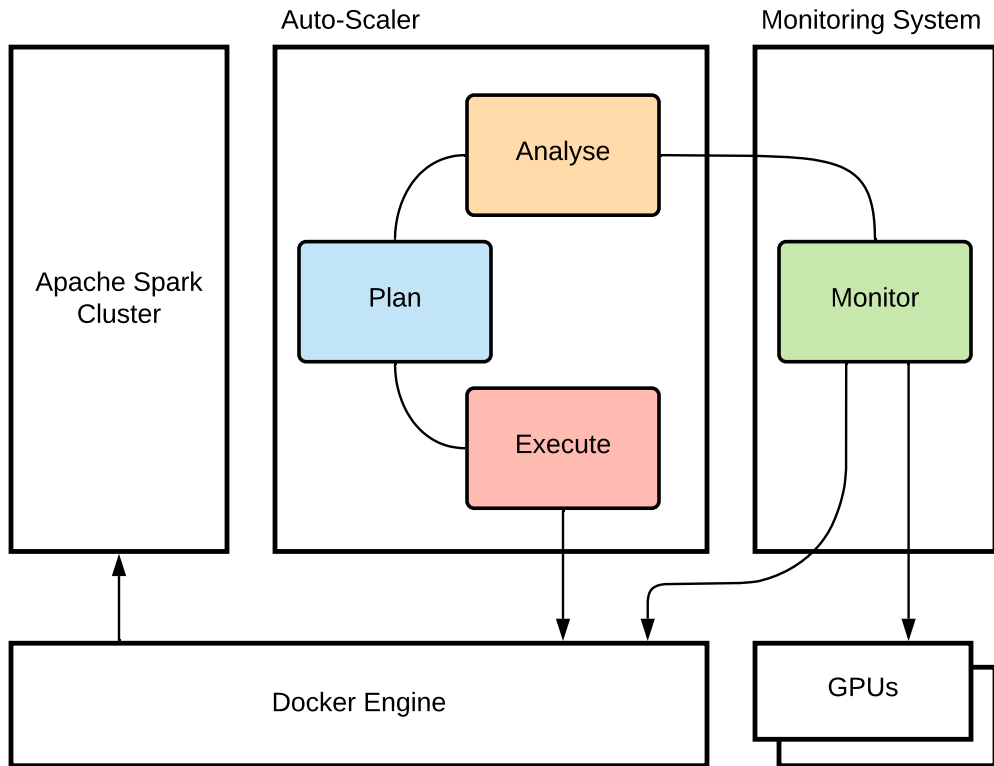 Auto-Scaler
Monitoring System
Analyse
Apache Spark
Cluster
Plan
Monitor
Execute
Docker Engine
GPUs